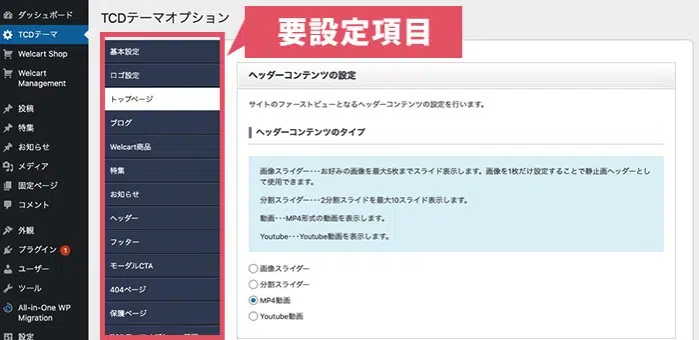 ダッシュボード
TCDテーマ
Welcart Shop
Welcart
Management
投稿
特集
お知らせ
メディア
固定ページ
コメント
外観
プラグイン 1
ユーザー
ツール
All-in-One WP
Migration
設定
TCDテーマオプション
要設定項目
基本設定
ロゴ設定
トップページ
ブログ
Welcart商品
特集
お知らせ
ヘッダー
フッター
モーダルCTA
404ページ
保護ページ
ヘッダーコンテンツの設定
サイトのファーストビューとなるヘッダーコンテンツの設定を行います。
ヘッダーコンテンツのタイプ
画像スライダー･･･お好みの画像を最大5枚までスライド表示します。画像を1枚だけ設定することで静止画ヘッダーとして
使用できます。
分割スライダー･･･2分割スライドを最大10スライド表示します。
動画･･･MP4形式の動画を表示します。
Youtube･･･Youtube動画を表示します。
画像スライダー
分割スライダー
MP4動画
Youtube動画